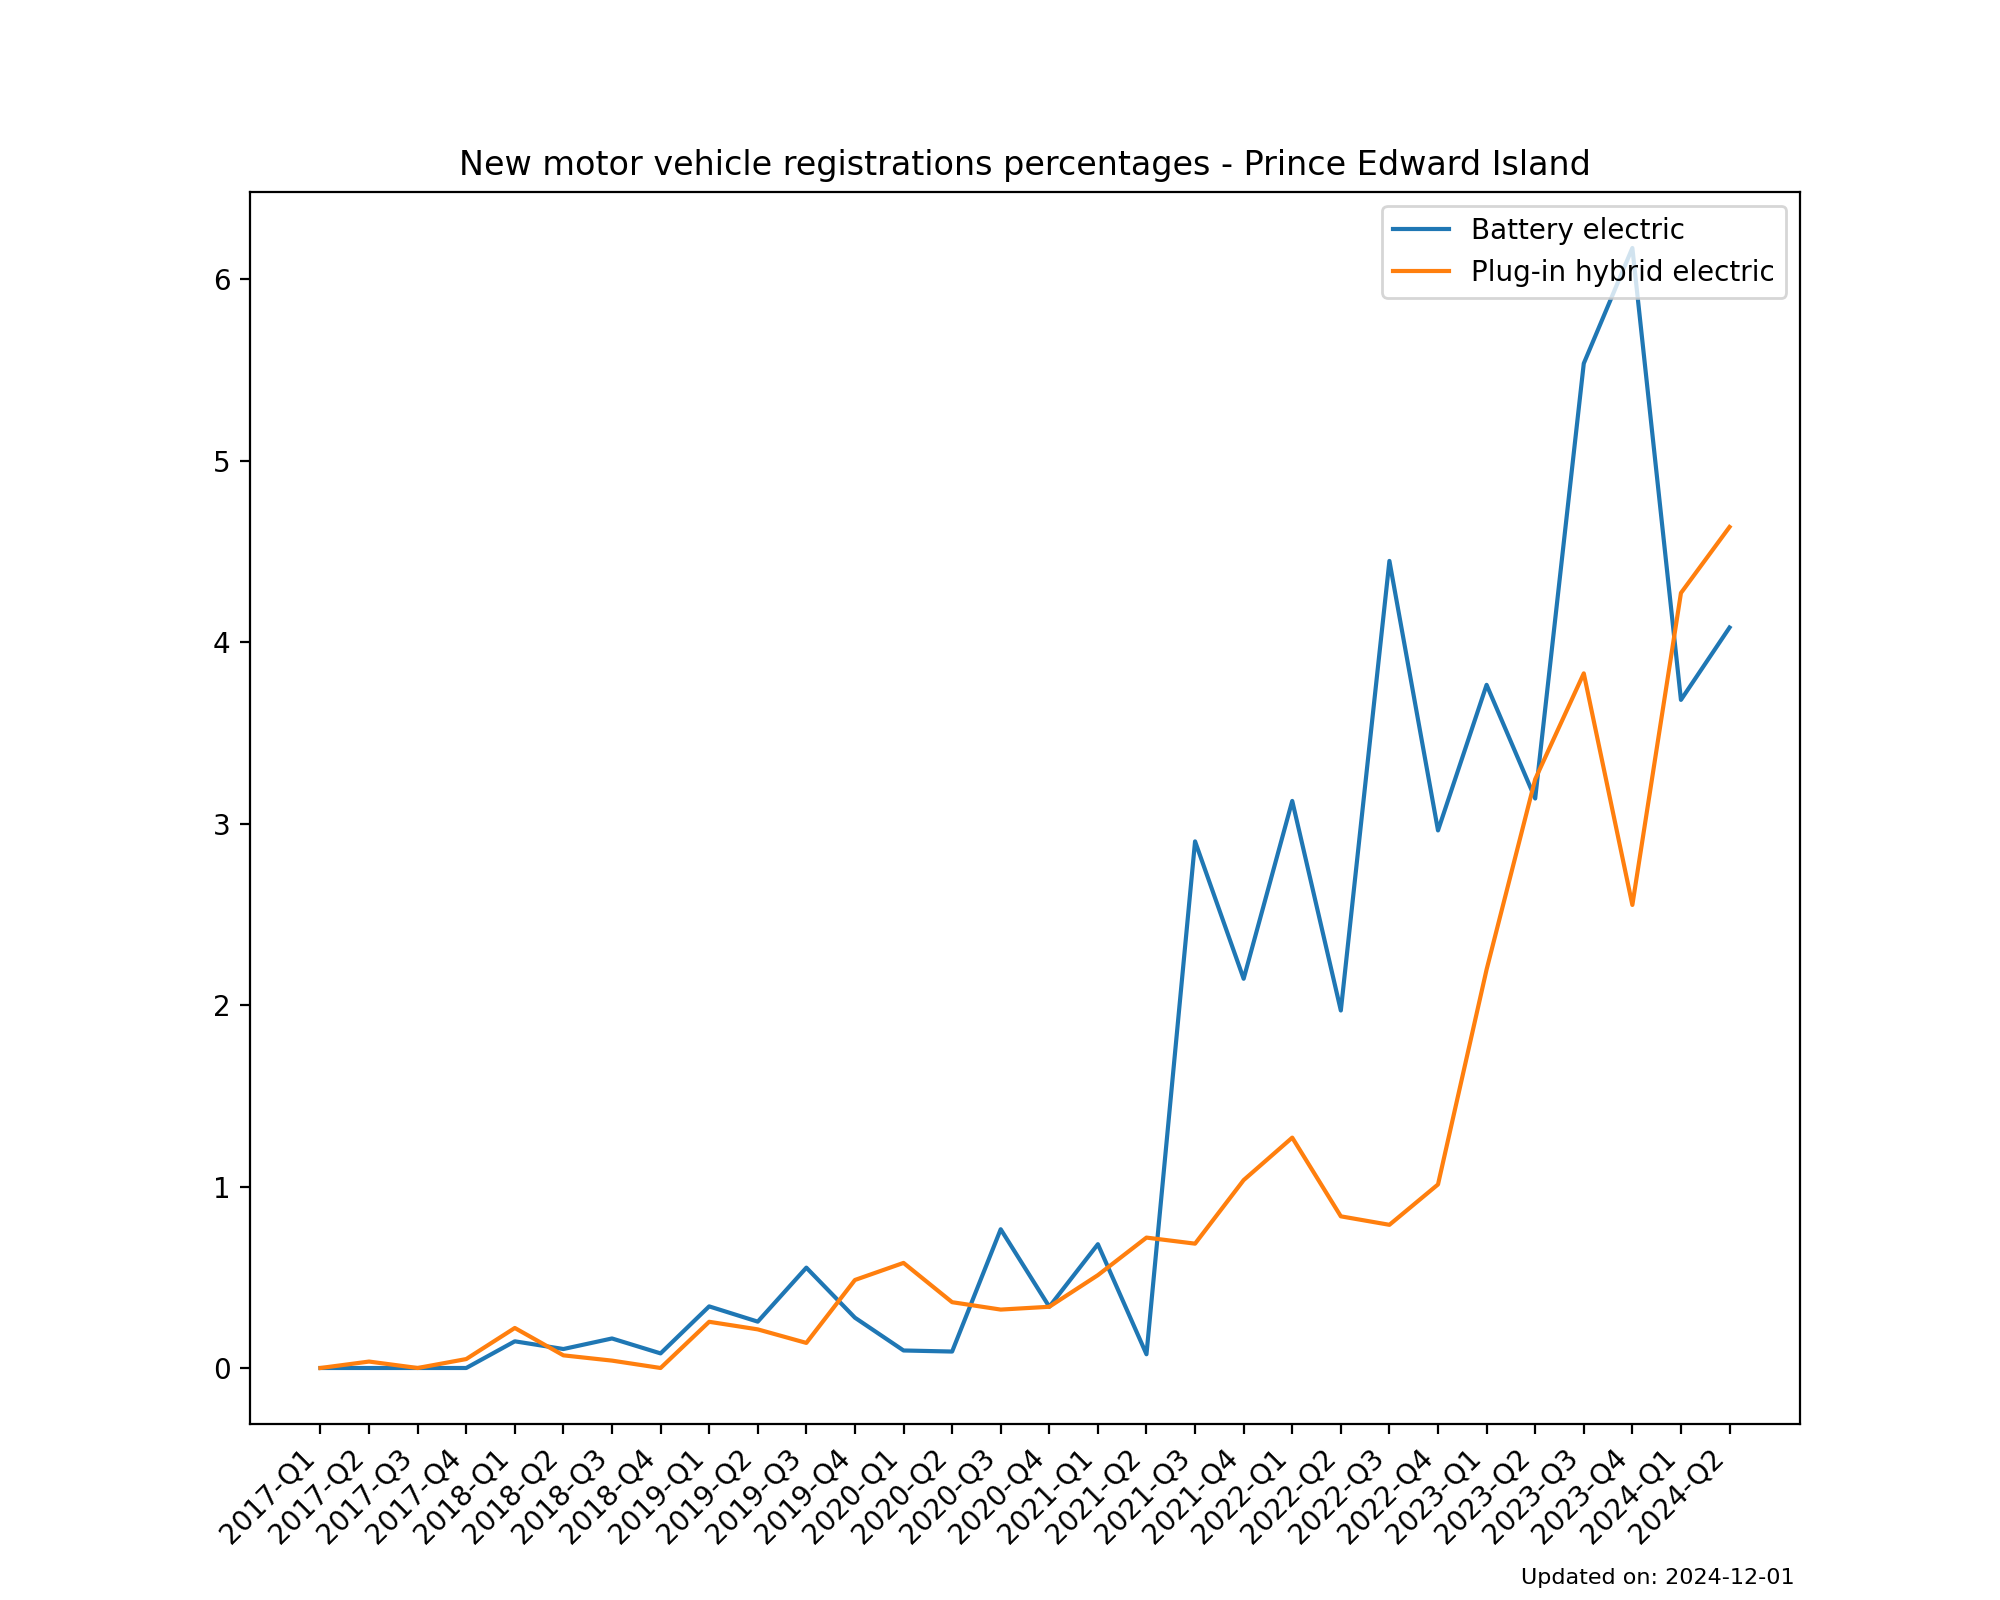 New motor vehicle registrations percentages - Prince Edward Island
Battery electric
Plug-in hybrid electric
6
5
4
3
2
1
0
2017-Q1
2017-Q2
2017-Q3
2017-Q4
2018-Q1
2018-Q2
2018-Q3
2018-Q4
2019-Q1
2019-Q2
2019-Q3
2019-Q4
2020-Q1
2020-Q2
2020-Q3
2020-Q4
2021-Q1
2021-Q2
2021-Q3
2021-Q4
2022-Q1
2022-Q2
2022-Q3
2022-Q4
2023-Q1
2023-Q2
2023-Q3
2023-Q4
2024-Q1
2024-Q2
Updated on: 2024-12-01